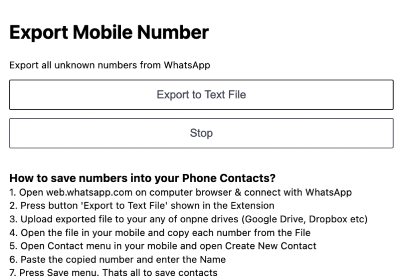 Export Mobile Number
Export all unknown numbers from WhatsApp
Export to Text File
Stop
How to save numbers into your Phone Contacts?
1. Open web.whatsapp.com on computer browser & connect with WhatsApp
2. Press button 'Export to Text File' shown in the Extension
3. Upload exported file to your any of onpne drives (Google Drive, Dropbox etc)
4. Open the file in your mobile and copy each number from the File
5. Open Contact menu in your mobile and open Create New Contact
6. Paste the copied number and enter the Name
7. Press Save menu. Thats all to save contacts